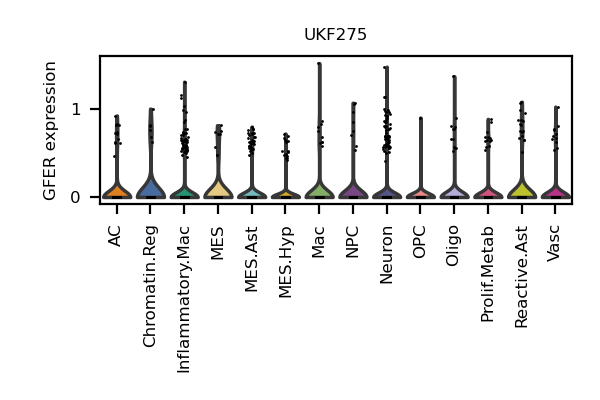 UKF275
GFER expression
1
0
AC
Chromatin.Reg
Inflammatory.Mac
MES
MES.Ast
MES.Hyp
Mac
NPC
Neuron
OPC
Oligo
Prolif.Metab
Reactive.Ast
Vasc